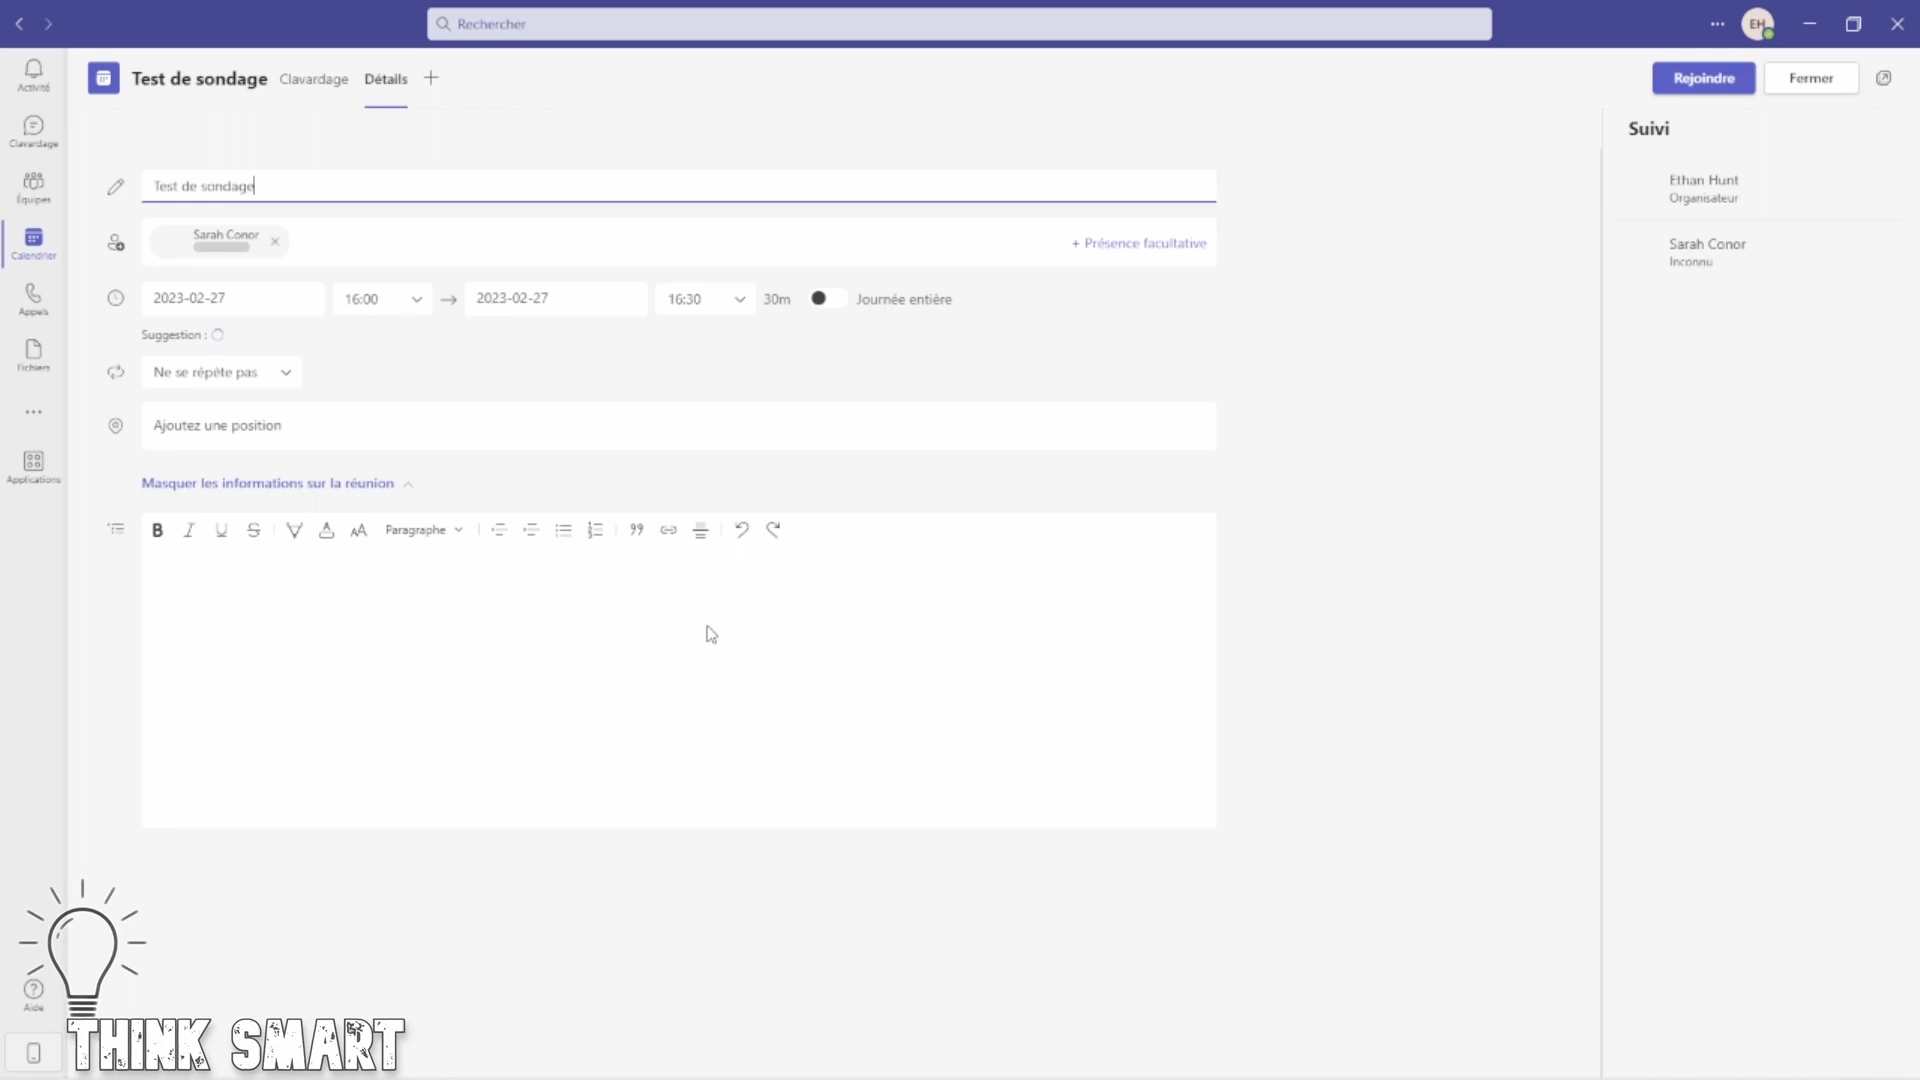 Rechercher
EH
Activité
Clavardage
Équipes
Calendrier
Appels
Fichiers
Applications
Aide
Test de sondage
Clavardage
Détails
Rejoindre
Fermer
Test de sondage
Sarah Conor
+ Présence facultative
2023-02-27
16:00
2023-02-27
16:30
30m
Journée entière
Suggestion :
Ne se répète pas
Ajoutez une position
Masquer les informations sur la réunion
B I U S AA Paragraphe
Suivi
Ethan Hunt
Organisateur
Sarah Conor
Inconnu
THINK SMART